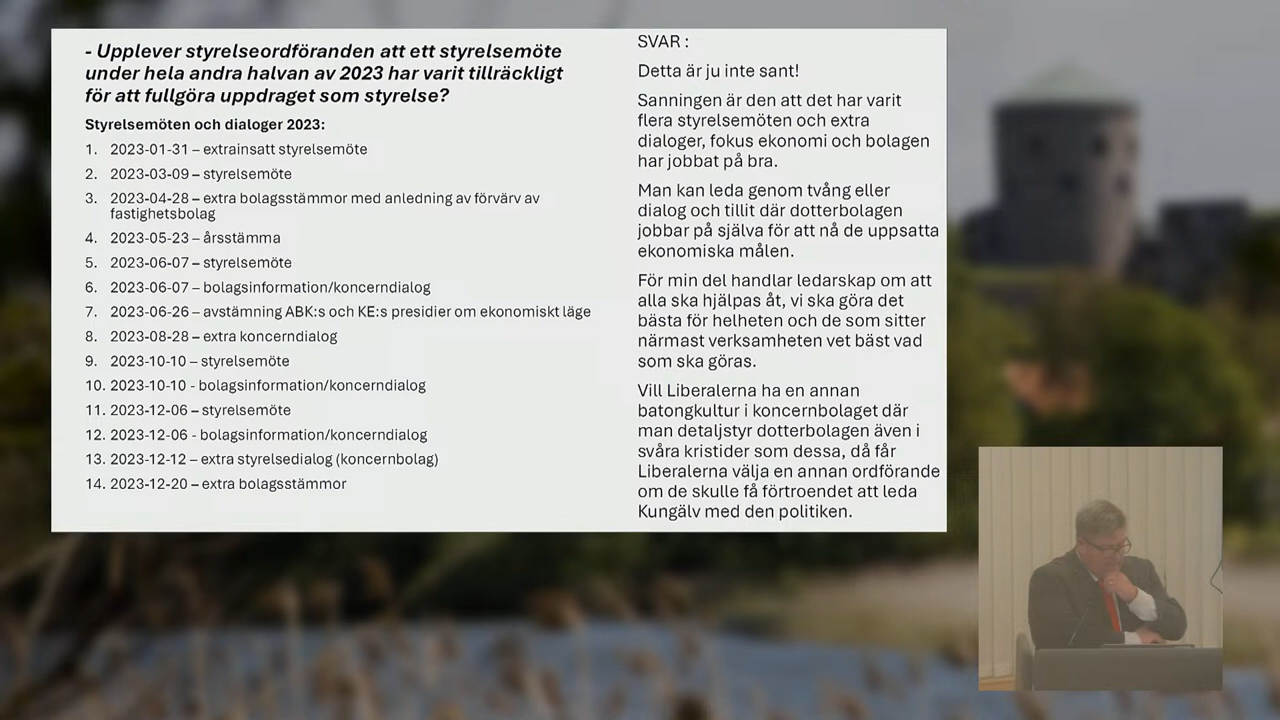 - Upplever styrelseordföranden att ett styrelsemöte
under hela andra halvan av 2023 har varit tillräckligt
för att fullgöra uppdraget som styrelse?
Styrelsemöten och dialoger 2023:
1. 2023-01-31 – extrainsatt styrelsemöte
2. 2023-03-09 – styrelsemöte
3. 2023-04-28 – extra bolagsstämmor med anledning av förvärv av
fastighetsbolag
4. 2023-05-23 – årsstämma
5. 2023-06-07 – styrelsemöte
6. 2023-06-07 – bolagsinformation/koncerndialog
7. 2023-06-26 – avstämning ABK:s och KE:s presidier om ekonomiskt läge
8. 2023-08-28 – extra koncerndialog
9. 2023-10-10 – styrelsemöte
10. 2023-10-10 - bolagsinformation/koncerndialog
11. 2023-12-06 – styrelsemöte
12. 2023-12-06 - bolagsinformation/koncerndialog
13. 2023-12-12 – extra styrelsedialog (koncernbolag)
14. 2023-12-20 – extra bolagsstämmor
SVAR :
Detta är ju inte sant!
Sanningen är den att det har varit
flera styrelsemöten och extra
dialoger, fokus ekonomi och bolagen
har jobbat på bra.
Man kan leda genom tvång eller
dialog och tillit där dotterbolagen
jobbar på själva för att nå de uppsatta
ekonomiska målen.
För min del handlar ledarskap om att
alla ska hjälpas åt, vi ska göra det
bästa för helheten och de som sitter
närmast verksamheten vet bäst vad
som ska göras.
Vill Liberalerna ha en annan
batongkultur i koncernbolaget där
man detaljstyr dotterbolagen även i
svåra kristider som dessa, då får
Liberalerna välja en annan ordförande
om de skulle få förtroendet att leda
Kungälv med den politiken.